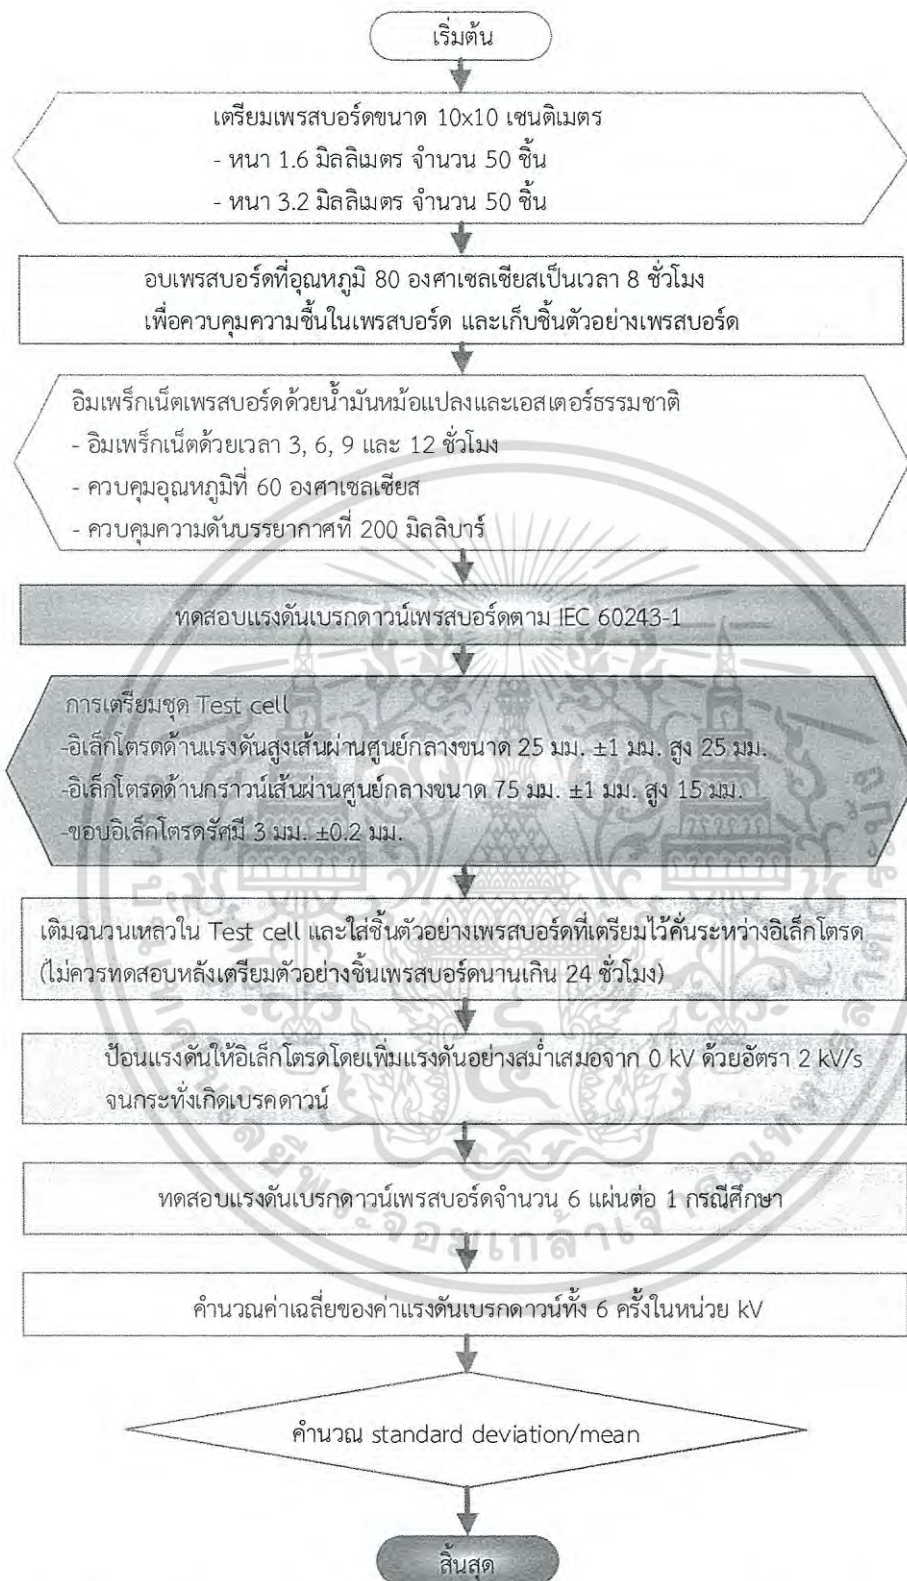 เริ่มต้น
เตรียมเพรสบอร์ดขนาด 10x10 เซนติเมตร
- หนา 1.6 มิลลิเมตร จำนวน 50 ชิ้น
- หนา 3.2 มิลลิเมตร จำนวน 50 ชิ้น
อบเพรสบอร์ดที่อุณหภูมิ 80 องศาเซลเซียสเป็นเวลา 8 ชั่วโมง
เพื่อควบคุมความชื้นในเพรสบอร์ด และเก็บชิ้นตัวอย่างเพรสบอร์ด
อิมเพร็กเน็ตเพรสบอร์ดด้วยน้ำมันหม้อแปลงและเอสเตอร์ธรรมชาติ
- อิมเพร็กเน็ตด้วยเวลา 3, 6, 9 และ 12 ชั่วโมง
- ควบคุมอุณหภูมิที่ 60 องศาเซลเซียส
- ควบคุมความดันบรรยากาศที่ 200 มิลลิบาร์
ทดสอบแรงดันเบรกดาวน์เพรสบอร์ดตาม IEC 60243-1
การเตรียมชุด Test cell
-อิเล็กโตรดด้านแรงดันสูงเส้นผ่านศูนย์กลางขนาด 25 มม. ±1 มม. สูง 25 มม.
-อิเล็กโตรดด้านกราวน์เส้นผ่านศูนย์กลางขนาด 75 มม. ±1 มม. สูง 15 มม.
-ขอบอิเล็กโตรดรัศมี 3 มม. ±0.2 มม.
เติมฉนวนเหลวใน Test cell และใส่ชิ้นตัวอย่างเพรสบอร์ดที่เตรียมไว้คั่นระหว่างอิเล็กโตรด
(ไม่ควรทดสอบหลังเตรียมตัวอย่างชิ้นเพรสบอร์ดนานเกิน 24 ชั่วโมง)
ป้อนแรงดันให้อิเล็กโตรดโดยเพิ่มแรงดันอย่างสม่ำเสมอจาก 0 kV ด้วยอัตรา 2 kV/s
จนกระทั่งเกิดเบรคดาวน์
ทดสอบแรงดันเบรกดาวน์เพรสบอร์ดจำนวน 6 แผ่นต่อ 1 กรณีศึกษา
คำนวณค่าเฉลี่ยของค่าแรงดันเบรกดาวน์ทั้ง 6 ครั้งในหน่วย kV
คำนวณ standard deviation/mean
สิ้นสุด